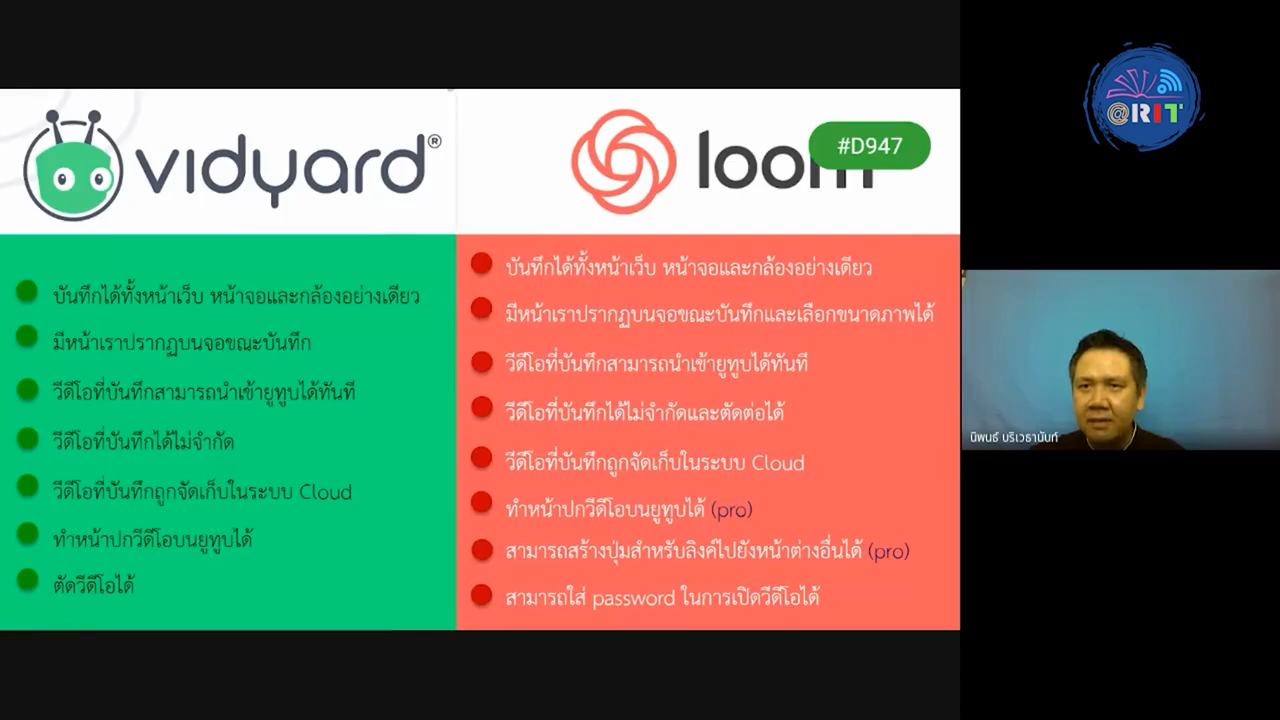 vidyard®
บันทึกได้ทั้งหน้าเว็บ หน้าจอและกล้องอย่างเดียว
มีหน้าเราปรากฏบนจอขณะบันทึก
วีดีโอที่บันทึกสามารถนำเข้ายูทูบได้ทันที
วีดีโอที่บันทึกได้ไม่จำกัด
วีดีโอที่บันทึกถูกจัดเก็บในระบบ Cloud
ทำหน้าปกวีดีโอบนยูทูบได้
ตัดวีดีโอได้
loom
#D947
บันทึกได้ทั้งหน้าเว็บ หน้าจอและกล้องอย่างเดียว
มีหน้าเราปรากฏบนจอขณะบันทึกและเลือกขนาดภาพได้
วีดีโอที่บันทึกสามารถนำเข้ายูทูบได้ทันที
วีดีโอที่บันทึกได้ไม่จำกัดและตัดต่อได้
วีดีโอที่บันทึกถูกจัดเก็บในระบบ Cloud
ทำหน้าปกวีดีโอบนยูทูบได้ (pro)
สามารถสร้างปุ่มสำหรับลิงค์ไปยังหน้าต่างอื่นได้ (pro)
สามารถใส่ password ในการเปิดวีดีโอได้
@RIT
นิพนธ์ บริเวธานันท์